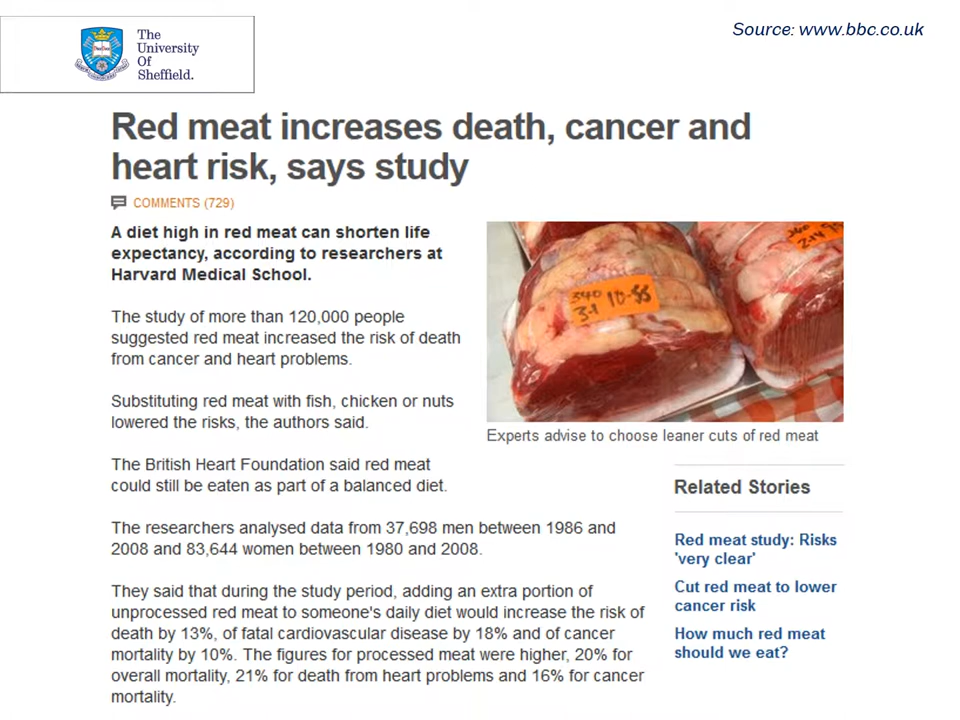 The
University
Of
Sheffield.
Source: www.bbc.co.uk
Red meat increases death, cancer and
heart risk, says study
COMMENTS (729)
A diet high in red meat can shorten life
expectancy, according to researchers at
Harvard Medical School.
The study of more than 120,000 people
suggested red meat increased the risk of death
from cancer and heart problems.
Substituting red meat with fish, chicken or nuts
lowered the risks, the authors said.
The British Heart Foundation said red meat
could still be eaten as part of a balanced diet.
The researchers analysed data from 37,698 men between 1986 and
2008 and 83,644 women between 1980 and 2008.
They said that during the study period, adding an extra portion of
unprocessed red meat to someone's daily diet would increase the risk of
death by 13%, of fatal cardiovascular disease by 18% and of cancer
mortality by 10%. The figures for processed meat were higher, 20% for
overall mortality, 21% for death from heart problems and 16% for cancer
mortality.
340
Experts advise to choose leaner cuts of red meat
Related Stories
Red meat study: Risks
'very clear'
Cut red meat to lower
cancer risk
How much red meat
should we eat?